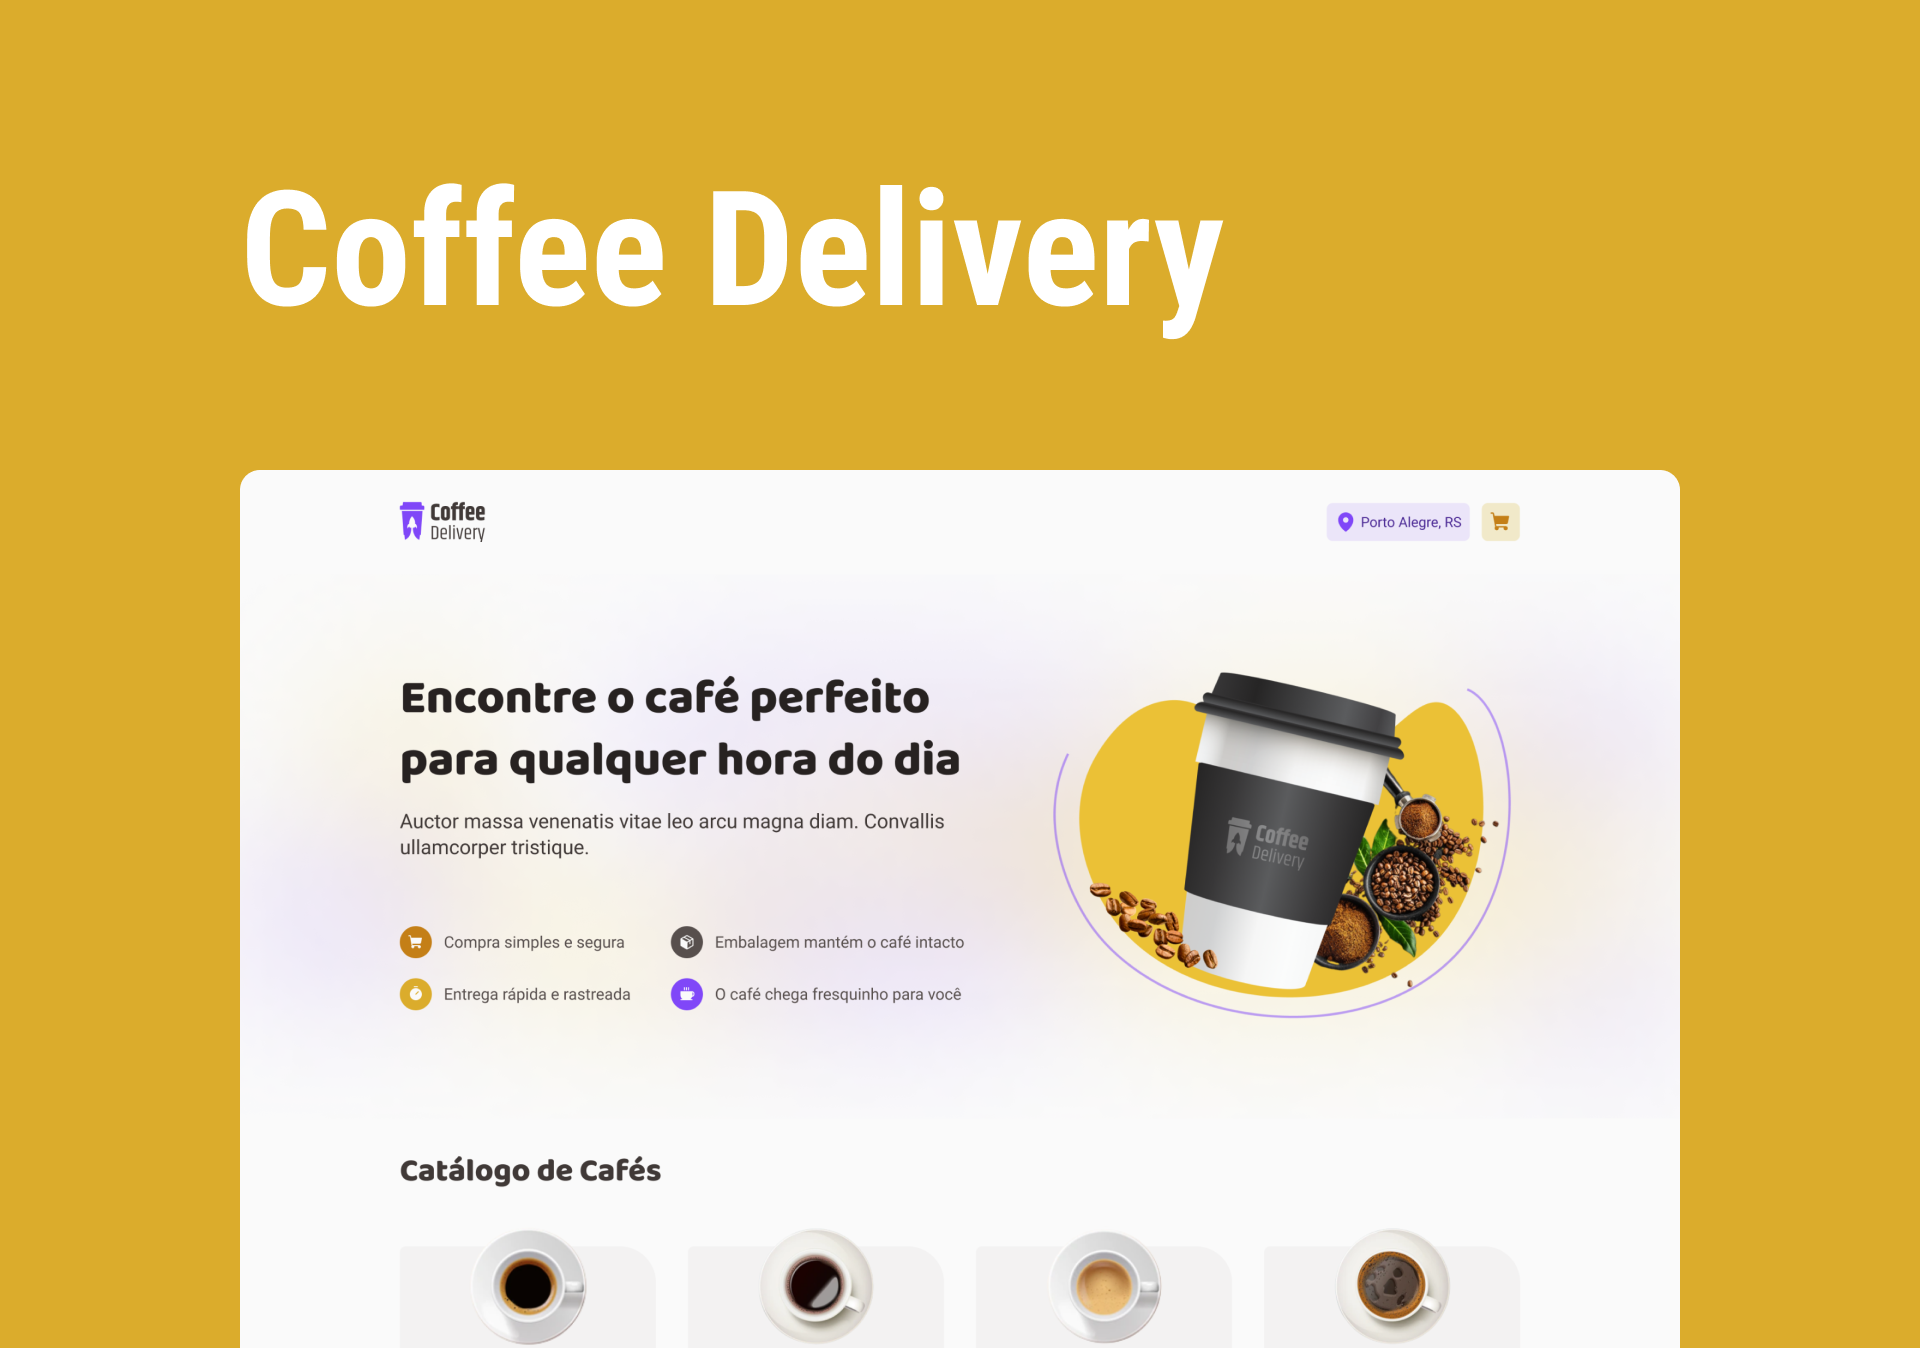 Coffee Delivery
Coffee
Delivery
Porto Alegre, RS
Encontre o café perfeito
para qualquer hora do dia
Auctor massa venenatis vitae leo arcu magna diam. Convallis
ullamcorper tristique.
Coffee
Delivery
Compra simples e segura
Embalagem mantém o café intacto
Entrega rápida e rastreada
O café chega fresquinho para você
Catálogo de Cafés